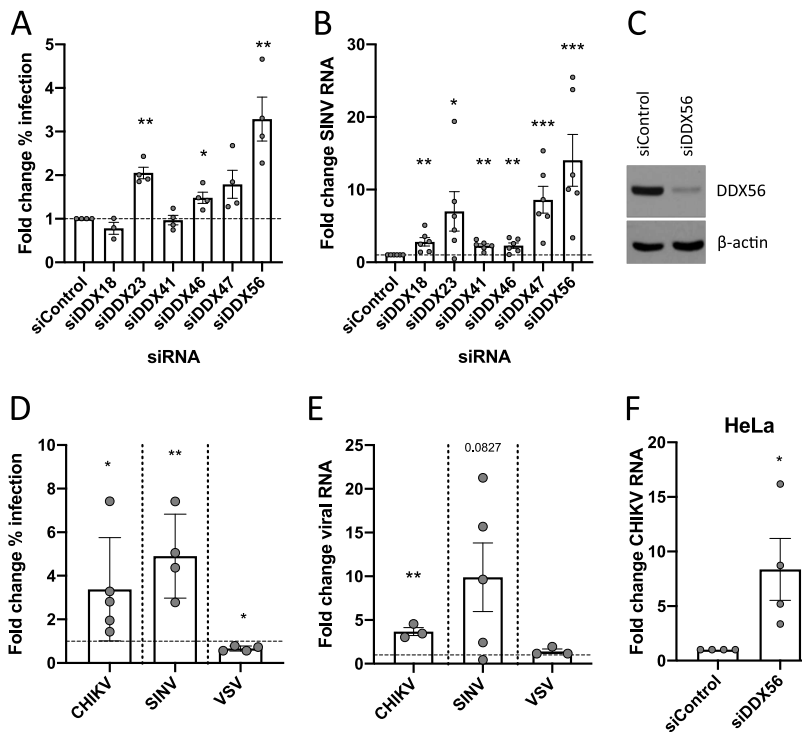 A
Fold change % infection
5
4
3
2
1
0
**
**
*
siControl
siDDX18
siDDX23
siDDX41
siDDX46
siDDX47
siDDX56
siRNA
B
Fold change SINV RNA
30
20
10
0
**
*
**
**
***
***
siControl
siDDX18
siDDX23
siDDX41
siDDX46
siDDX47
siDDX56
siRNA
C
siControl
siDDX56
DDX56
β-actin
D
Fold change % infection
10
8
6
4
2
0
*
**
*
CHIKV
SINV
VSV
E
Fold change viral RNA
25
20
15
10
5
0
**
0.0827
CHIKV
SINV
VSV
F
HeLa
Fold change CHIKV RNA
20
15
10
5
0
*
siControl
siDDX56